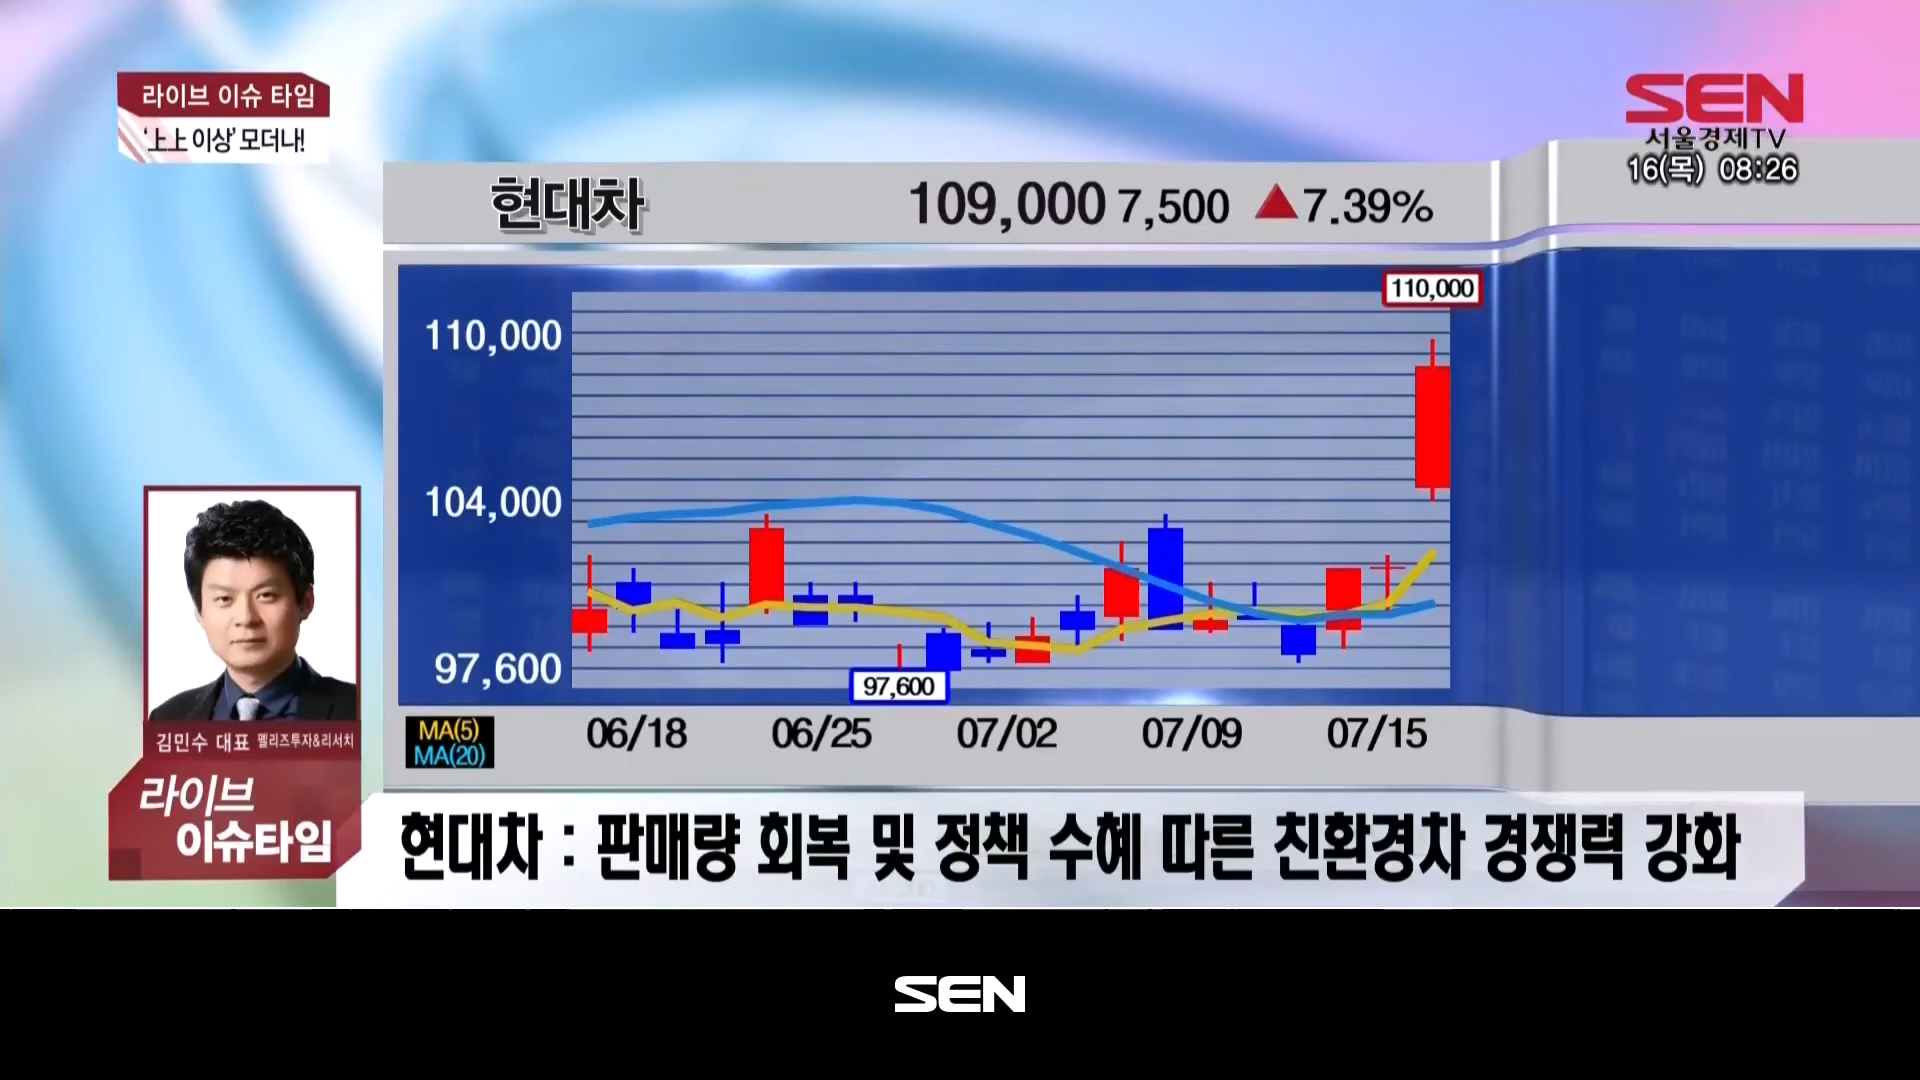 라이브 이슈 타임
‘上上 이상’ 모더나!
SEN
서울경제TV
16(목) 08:26
현대차 109,000 7,500 ▲7.39%
110,000
110,000
104,000
97,600
97,600
MA(5)
MA(20)
06/18 06/25 07/02 07/09 07/15
김민수 대표 멜리즈투자&리서치
라이브
이슈타임
현대차 : 판매량 회복 및 정책 수혜 따른 친환경차 경쟁력 강화
SEN